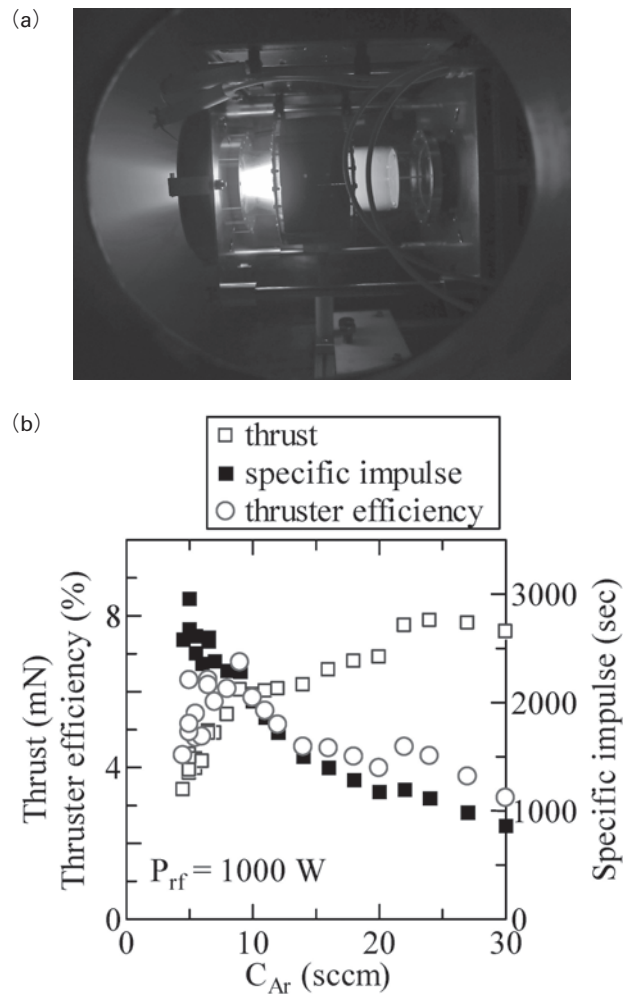 (a)
(b)
thrust
specific impulse
thruster efficiency
Thrust (mN)
Thruster efficiency (%)
8
4
0
3000
2000
1000
0
Specific impulse (sec)
P_rf = 1000 W
0
10
20
30
C_Ar (sccm)